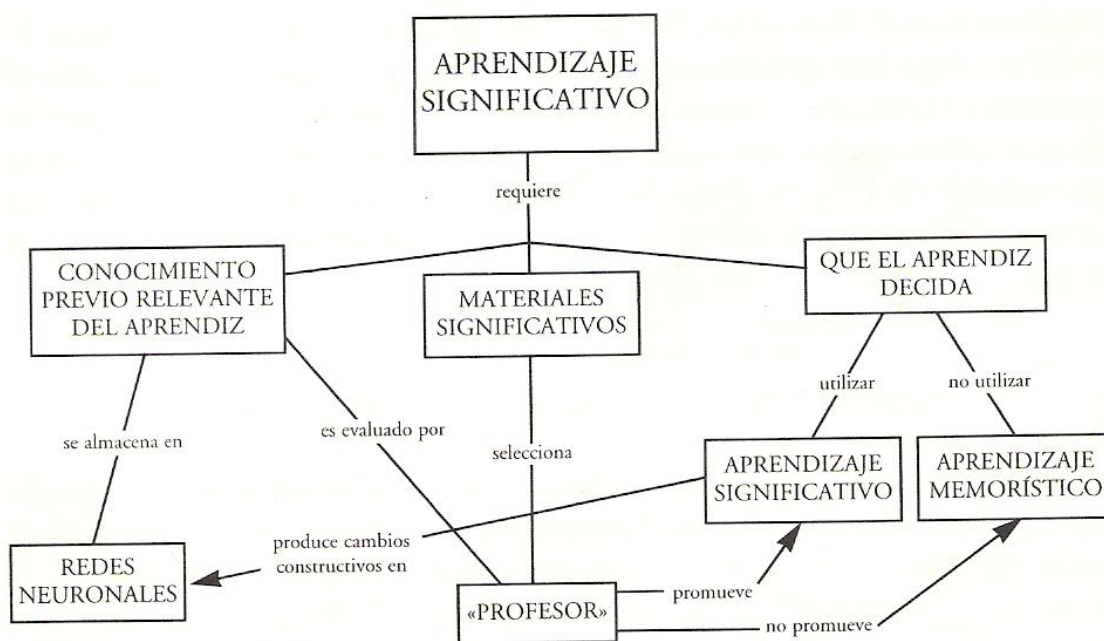 APRENDIZAJE
SIGNIFICATIVO
requiere
CONOCIMIENTO
PREVIO RELEVANTE
DEL APRENDIZ
MATERIALES
SIGNIFICATIVOS
QUE EL APRENDIZ
DECIDA
utilizar
no utilizar
se almacena en
es evaluado por
selecciona
APRENDIZAJE
SIGNIFICATIVO
APRENDIZAJE
MEMORÍSTICO
produce cambios
constructivos en
REDES
NEURONALES
«PROFESOR»
promueve
no promueve